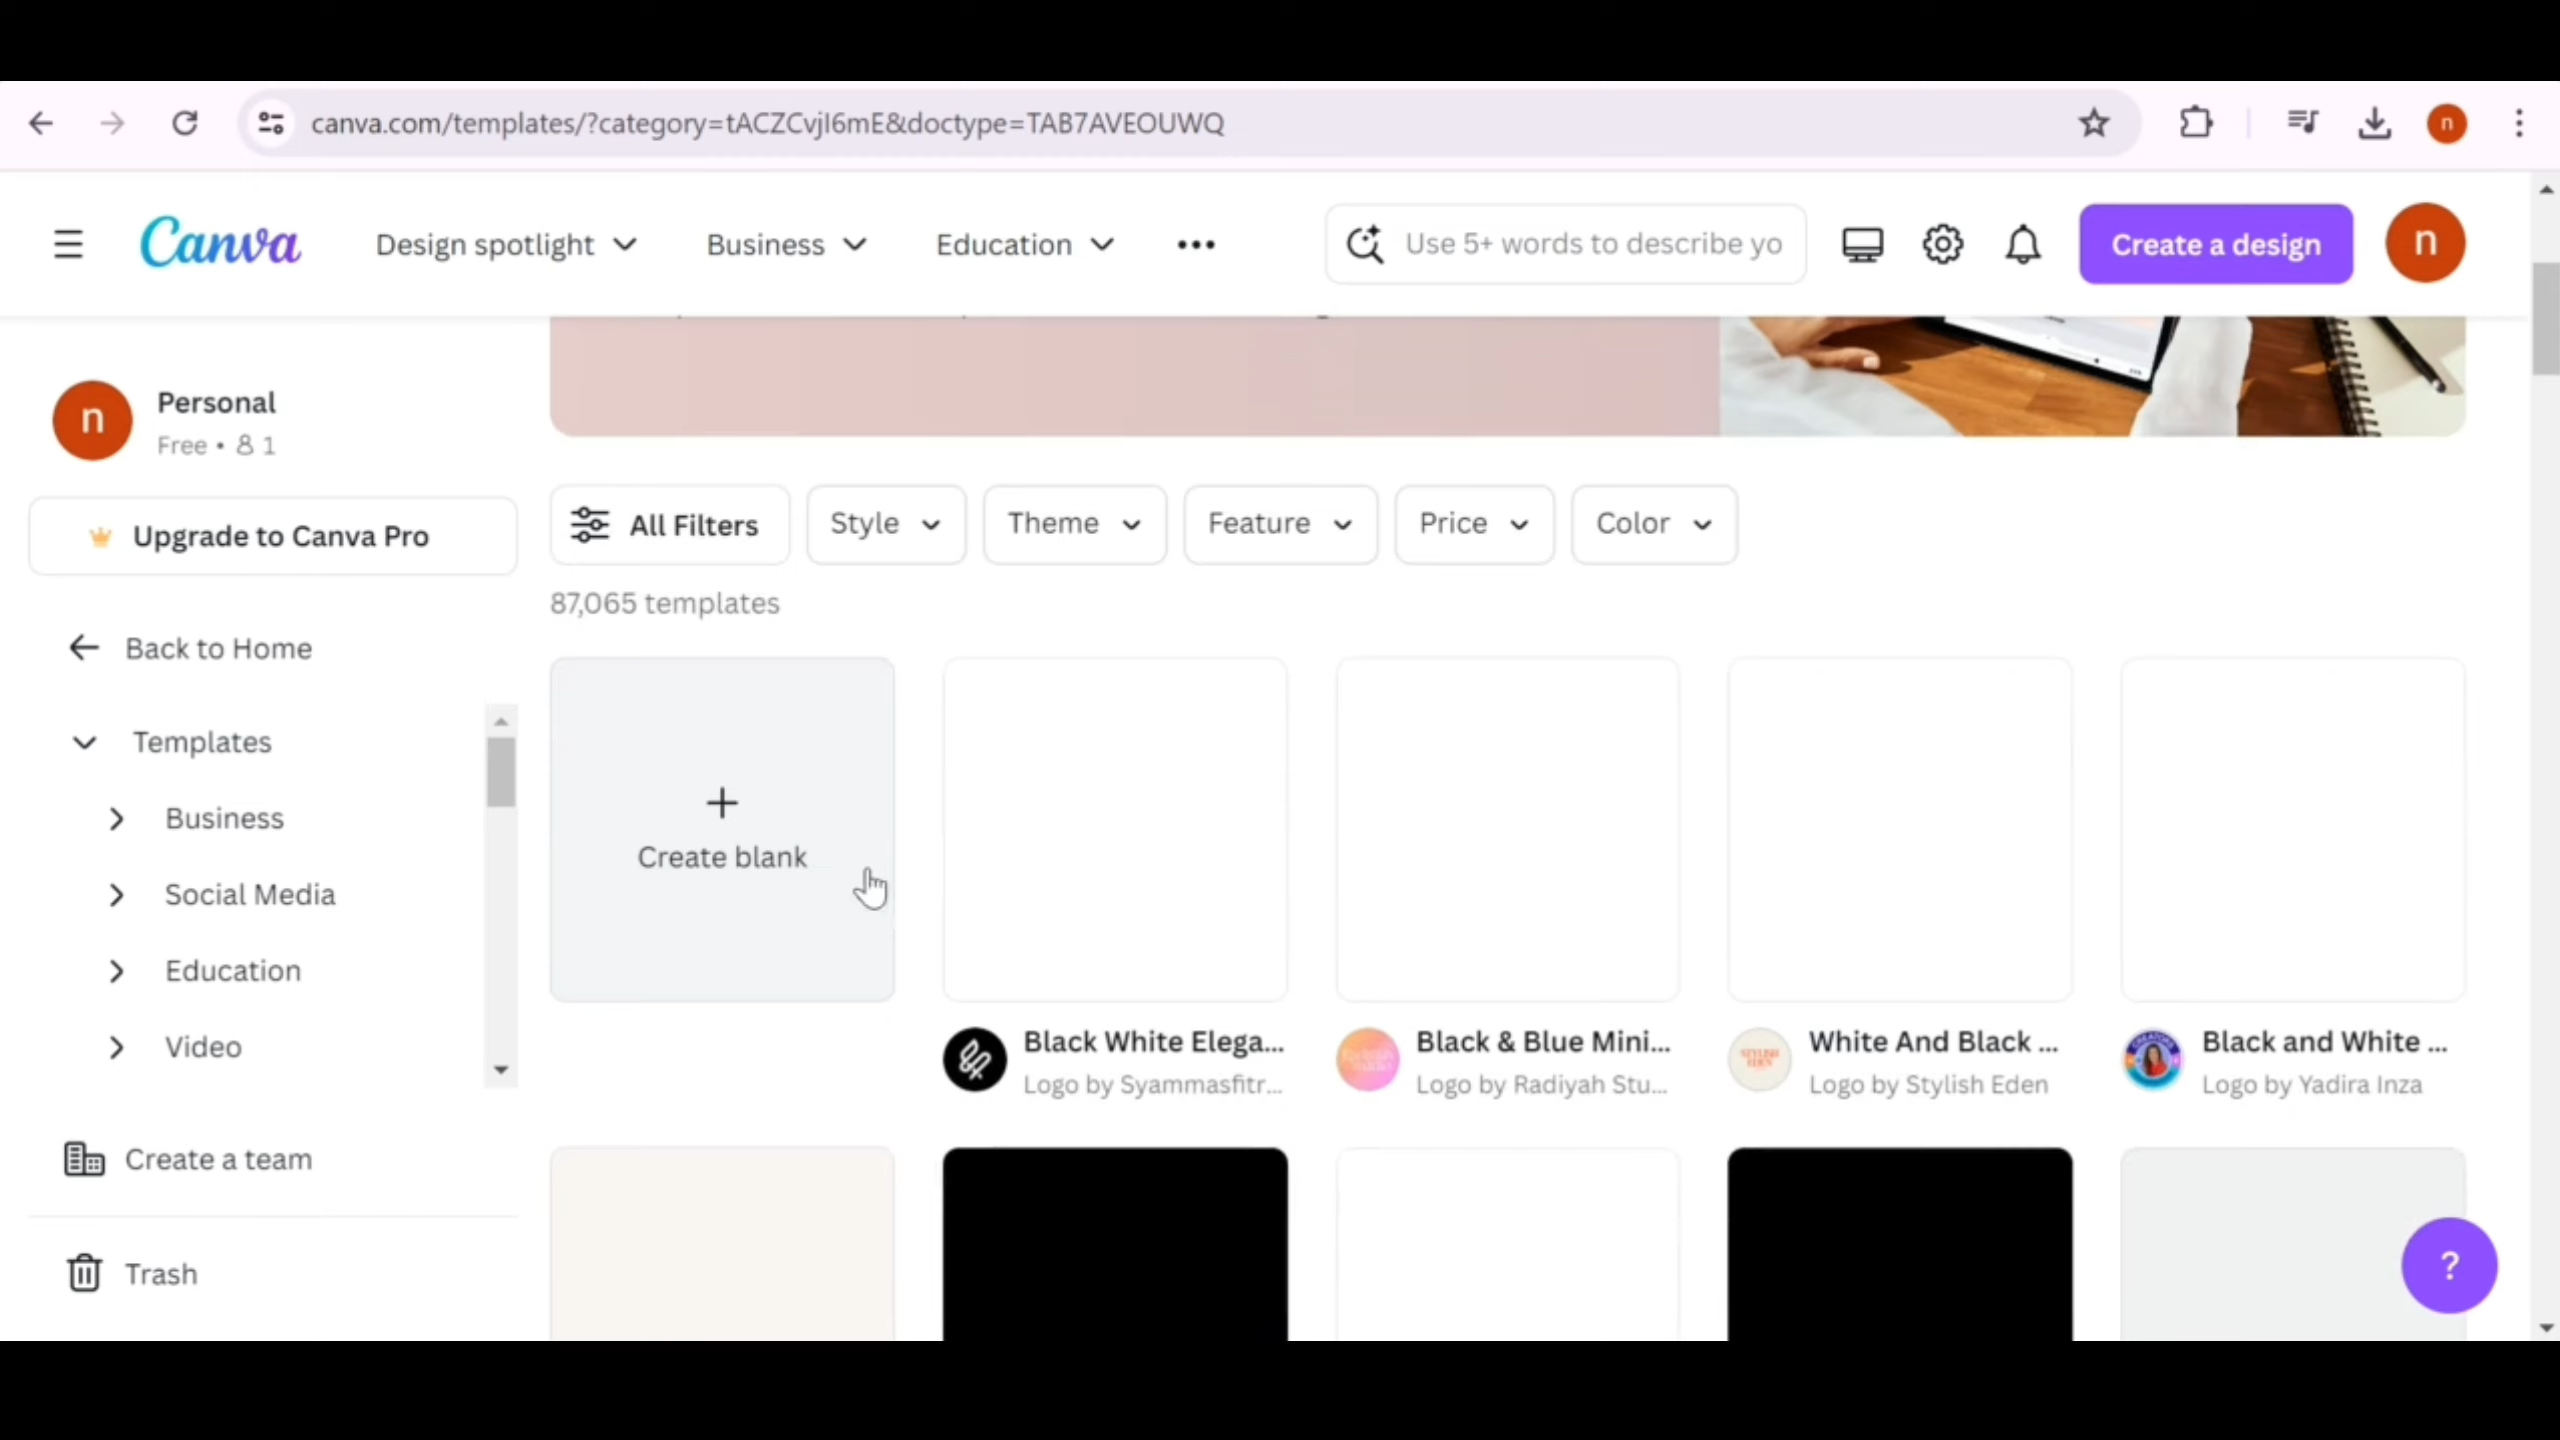 canva.com/templates/?category=tACZCvjI6mE&doctype=TAB7AVEOUWQ
n
Canva
Design spotlight
Business
Education
Use 5+ words to describe yo
Create a design
n
n
Personal
Free • 1
Upgrade to Canva Pro
Back to Home
Templates
Business
Social Media
Education
Video
Create a team
Trash
All Filters
Style
Theme
Feature
Price
Color
87,065 templates
Create blank
Black White Elega...
Logo by Syammasfitr...
Black & Blue Mini...
Logo by Radiyah Stu...
STYLISH
EDEN
White And Black ...
Logo by Stylish Eden
Black and White ...
Logo by Yadira Inza
?